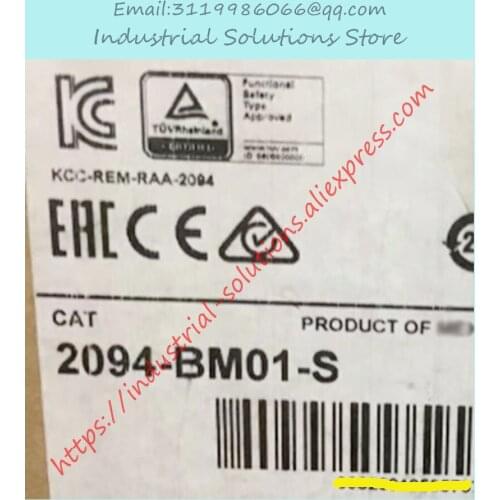 Email:3119986066@qq.com
Industrial Solutions Store
Functional
Safety
Type
Approved
TÜVRheinland
CERTIFIED
KCC-REM-RAA-2094
EAC CE
https://industrial-solutions.aliexpress.com
CAT
PRODUCT OF
2094-BM01-S